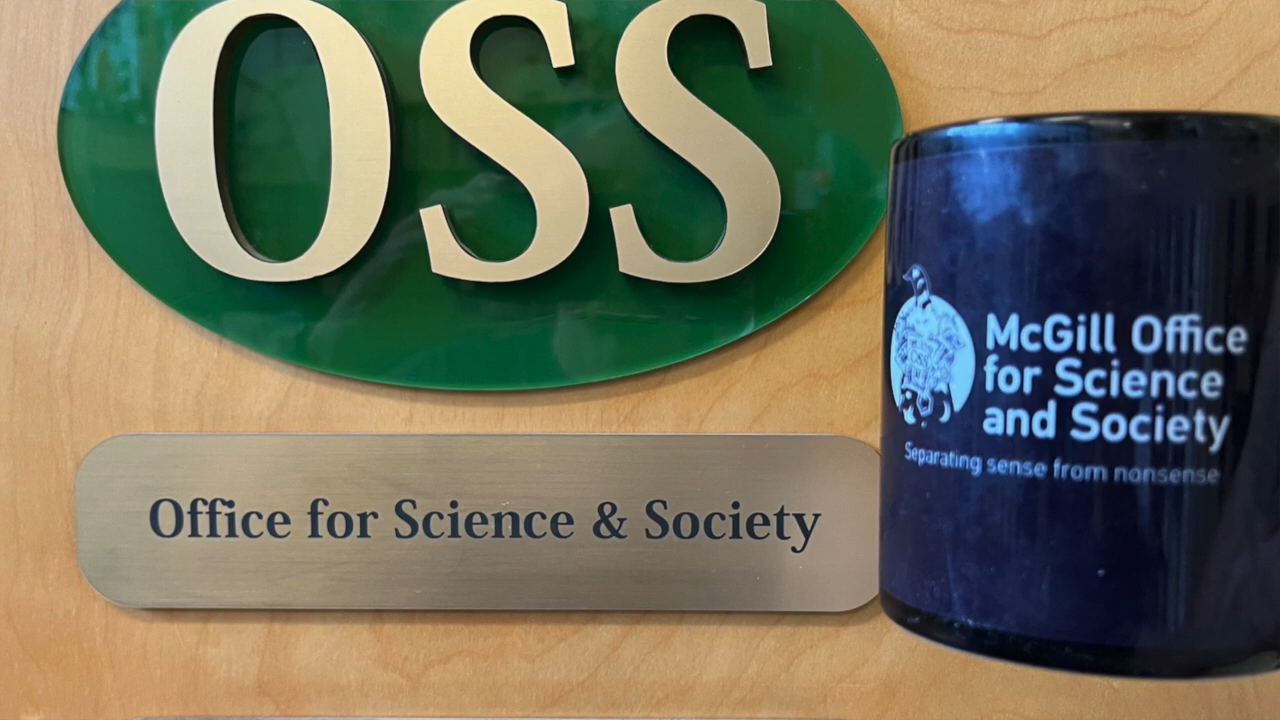 OSS
Office for Science & Society
McGill Office
for Science
and Society
Separating sense from nonsense